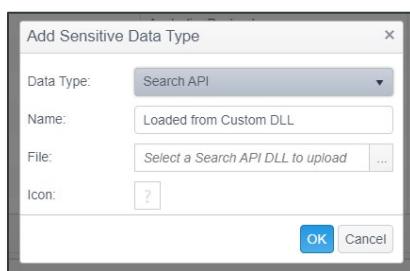 Add Sensitive Data Type ×
Data Type: Search API
Name: Loaded from Custom DLL
File: Select a Search API DLL to upload ...
Icon: ?
OK Cancel